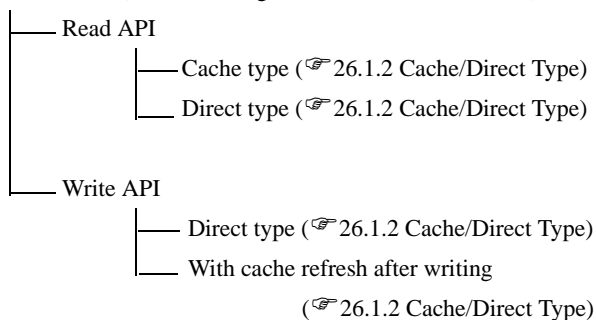 Read API
Cache type (☞ 26.1.2 Cache/Direct Type)
Direct type (☞ 26.1.2 Cache/Direct Type)
Write API
Direct type (☞ 26.1.2 Cache/Direct Type)
With cache refresh after writing
(☞ 26.1.2 Cache/Direct Type)